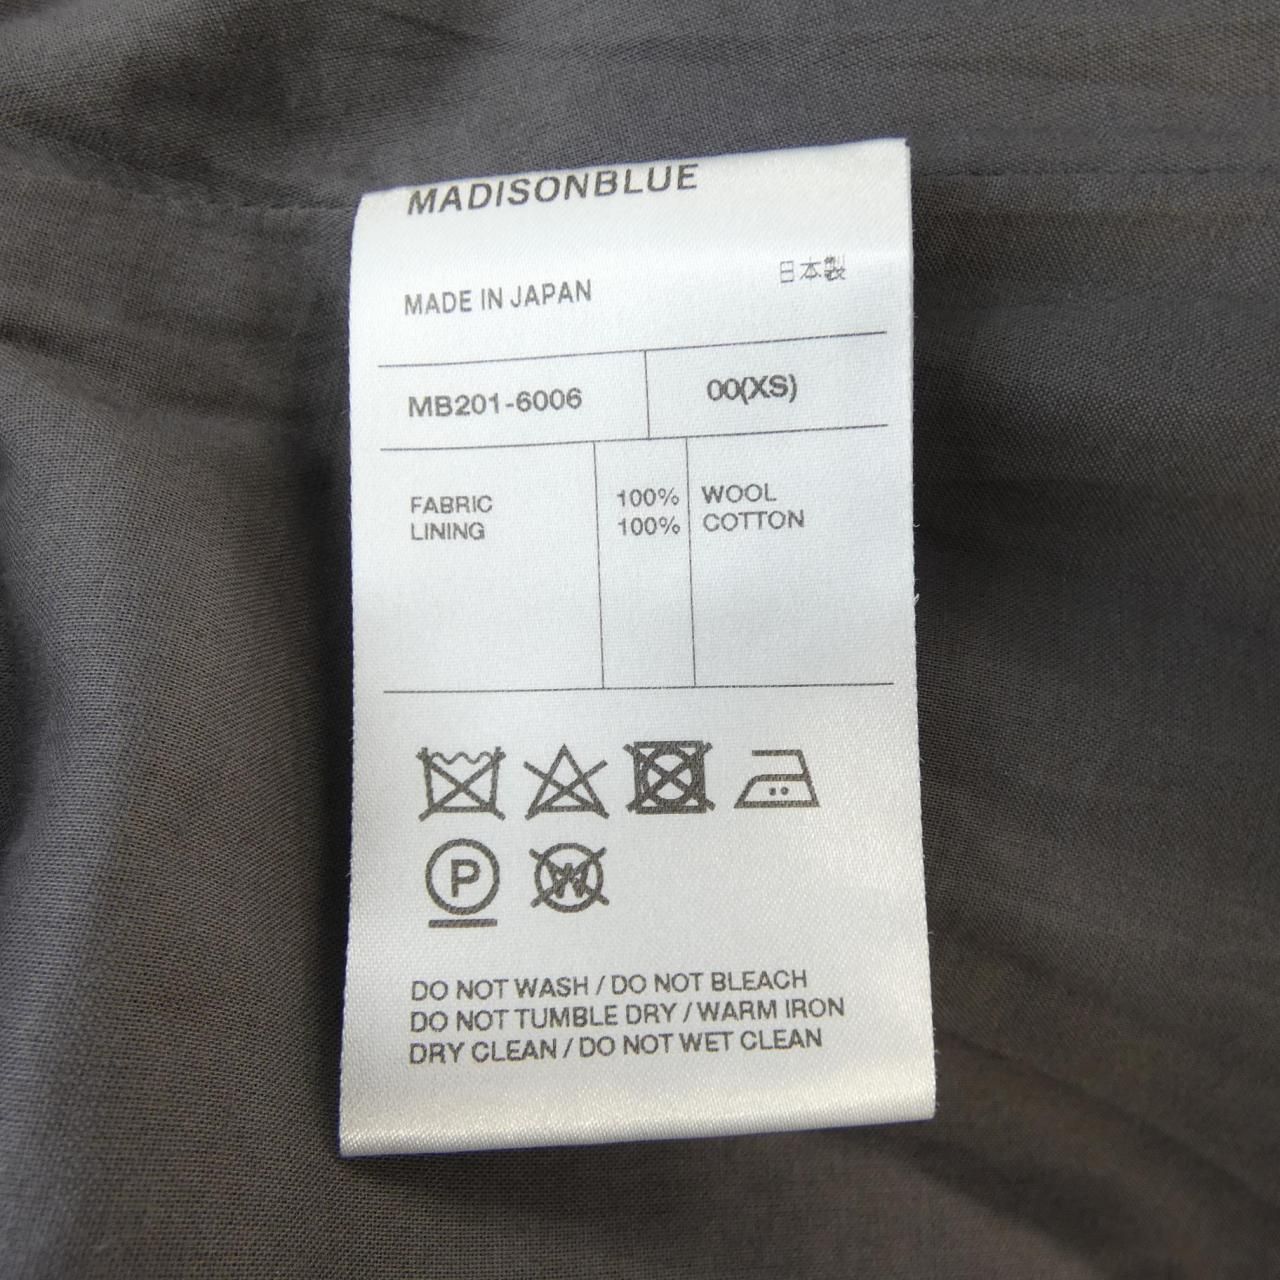 MADISONBLUE
MADE IN JAPAN 日本製
MB201-6006 00(XS)
FABRIC 100% WOOL
LINING 100% COTTON
P W
DO NOT WASH / DO NOT BLEACH
DO NOT TUMBLE DRY / WARM IRON
DRY CLEAN / DO NOT WET CLEAN